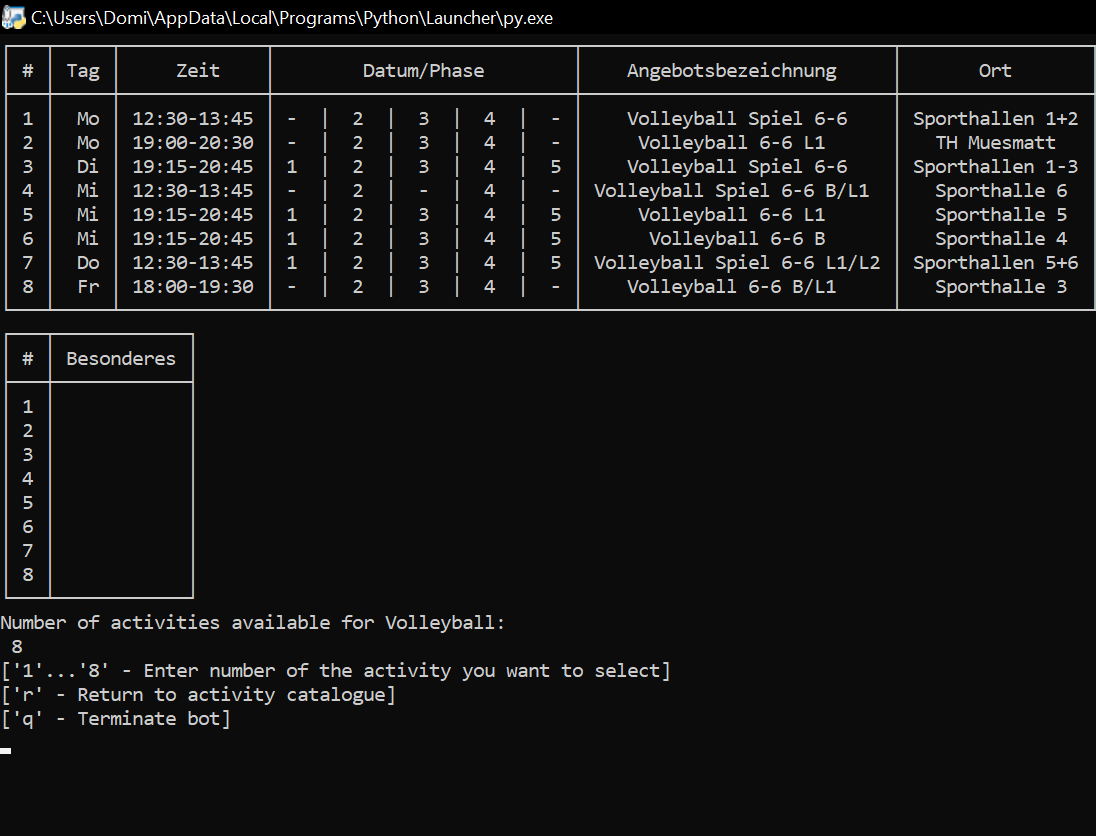 C:\Users\Domi\AppData\Local\Programs\Python\Launcher\py.exe
# Tag Zeit Datum/Phase Angebotsbezeichnung Ort
1 Mo 12:30-13:45 - | 2 | 3 | 4 | - Volleyball Spiel 6-6 Sporthallen 1+2
2 Mo 19:00-20:30 - | 2 | 3 | 4 | - Volleyball 6-6 L1 TH Muesmatt
3 Di 19:15-20:45 1 | 2 | 3 | 4 | 5 Volleyball Spiel 6-6 Sporthallen 1-3
4 Mi 12:30-13:45 - | 2 | - | 4 | - Volleyball Spiel 6-6 B/L1 Sporthalle 6
5 Mi 19:15-20:45 1 | 2 | 3 | 4 | 5 Volleyball 6-6 L1 Sporthalle 5
6 Mi 19:15-20:45 1 | 2 | 3 | 4 | 5 Volleyball 6-6 B Sporthalle 4
7 Do 12:30-13:45 1 | 2 | 3 | 4 | 5 Volleyball Spiel 6-6 L1/L2 Sporthallen 5+6
8 Fr 18:00-19:30 - | 2 | 3 | 4 | - Volleyball 6-6 B/L1 Sporthalle 3
# Besonderes
1
2
3
4
5
6
7
8
Number of activities available for Volleyball:
8
['1'...'8' - Enter number of the activity you want to select]
['r' - Return to activity catalogue]
['q' - Terminate bot]